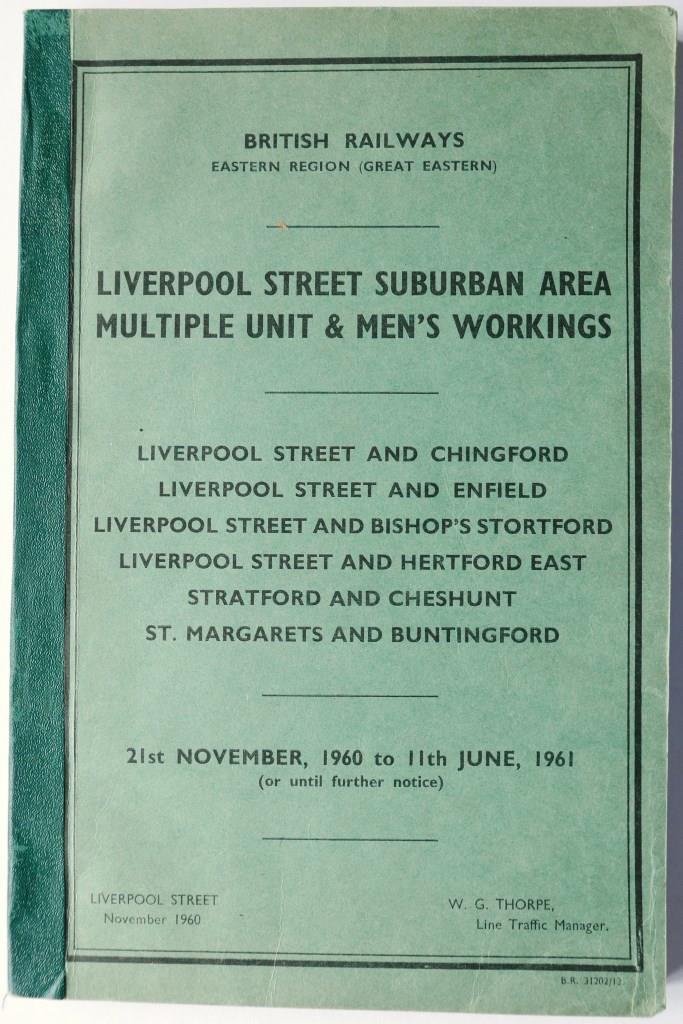 BRITISH RAILWAYS
EASTERN REGION (GREAT EASTERN)
LIVERPOOL STREET SUBURBAN AREA
MULTIPLE UNIT & MEN'S WORKINGS
LIVERPOOL STREET AND CHINGFORD
LIVERPOOL STREET AND ENFIELD
LIVERPOOL STREET AND BISHOP'S STORTFORD
LIVERPOOL STREET AND HERTFORD EAST
STRATFORD AND CHESHUNT
ST. MARGARETS AND BUNTINGFORD
21st NOVEMBER, 1960 to 11th JUNE, 1961
(or until further notice)
LIVERPOOL STREET
November 1960
W. G. THORPE,
Line Traffic Manager.
B.R. 31202/12